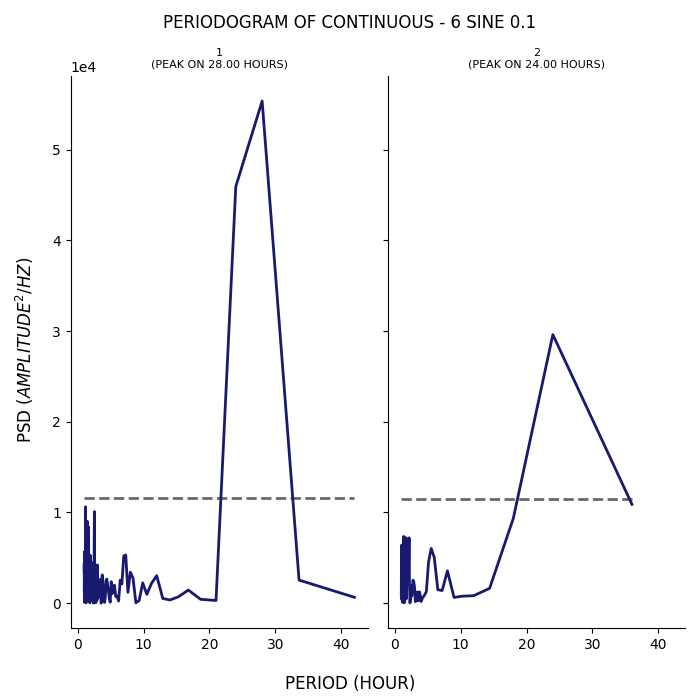 PERIODOGRAM OF CONTINUOUS - 6 SINE 0.1
1
(PEAK ON 28.00 HOURS)
2
(PEAK ON 24.00 HOURS)
1e4
5
4
3
2
1
0
PSD (AMPLITUDE²/HZ)
0 10 20 30 40
0 10 20 30 40
PERIOD (HOUR)